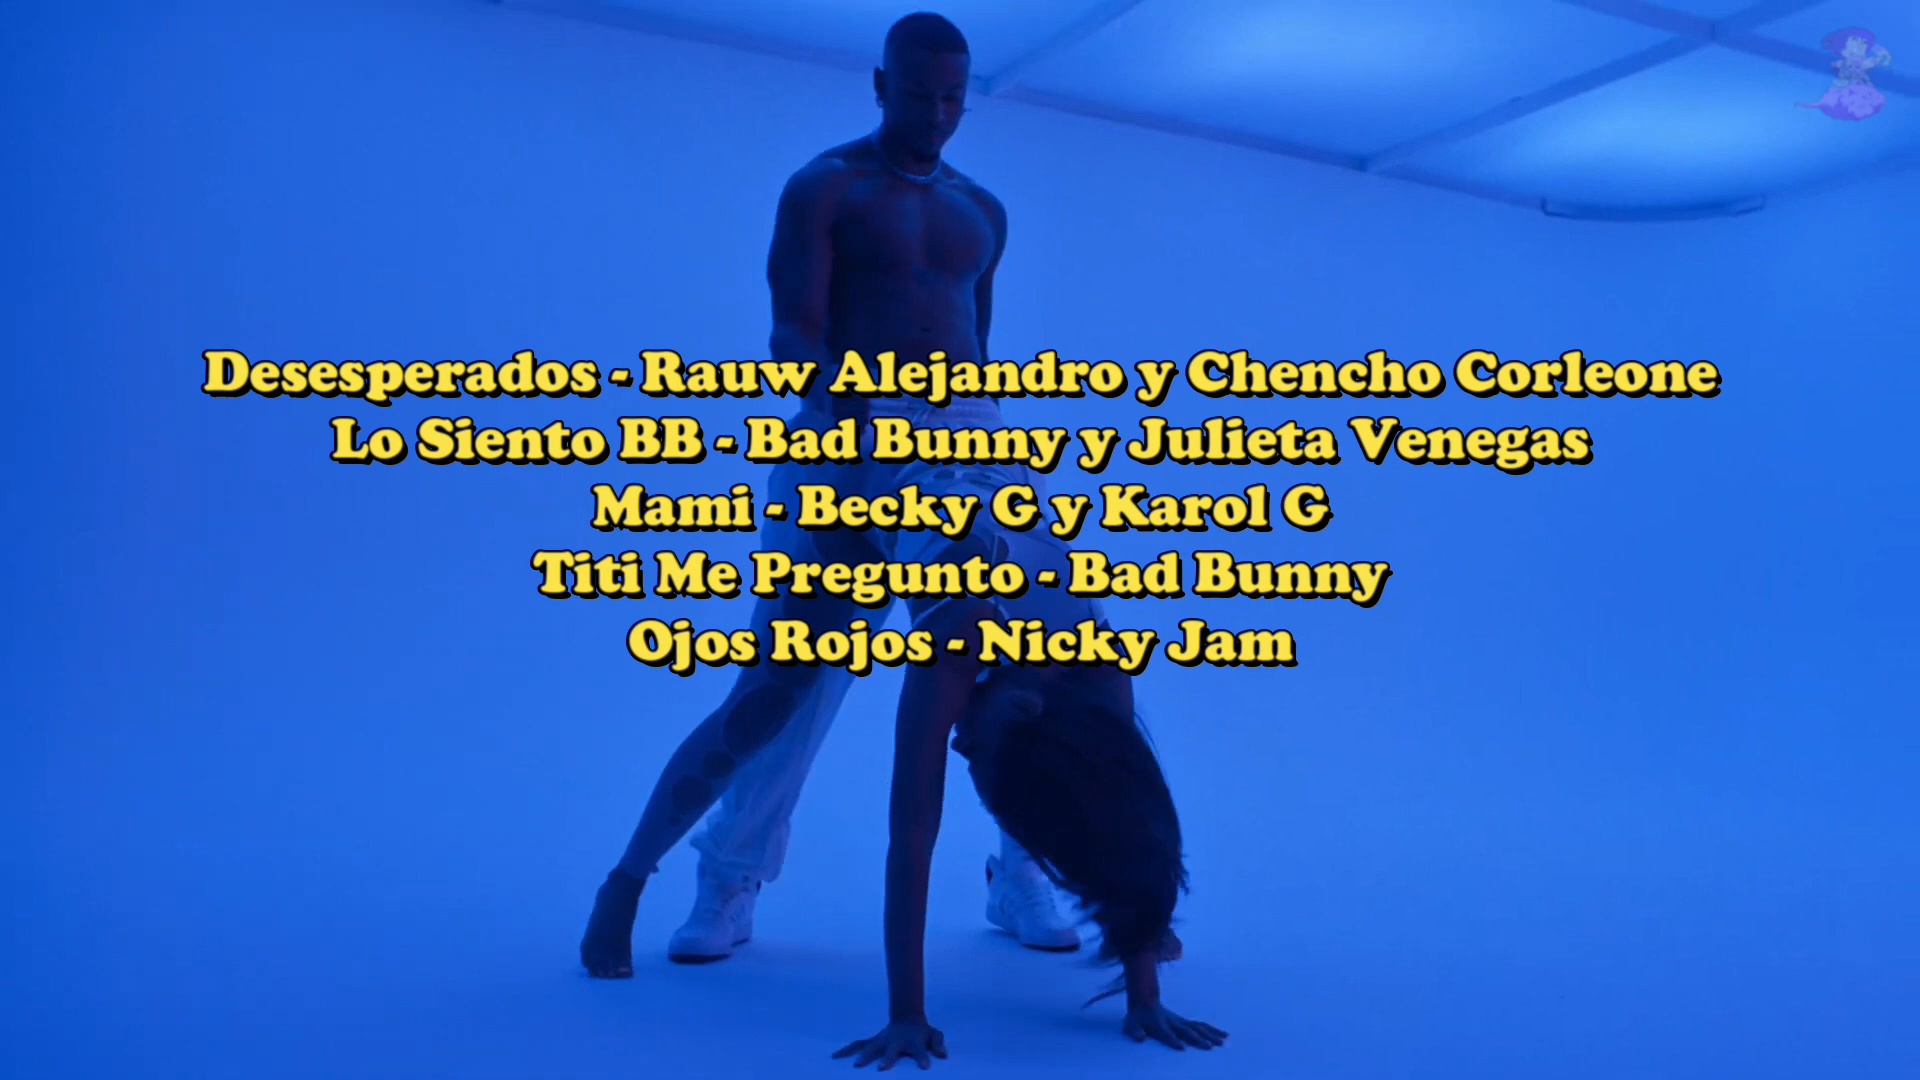 Desesperados - Rauw Alejandro y Chencho Corleone
Lo Siento BB - Bad Bunny y Julieta Venegas
Mami - Becky G y Karol G
Titi Me Pregunto - Bad Bunny
Ojos Rojos - Nicky Jam